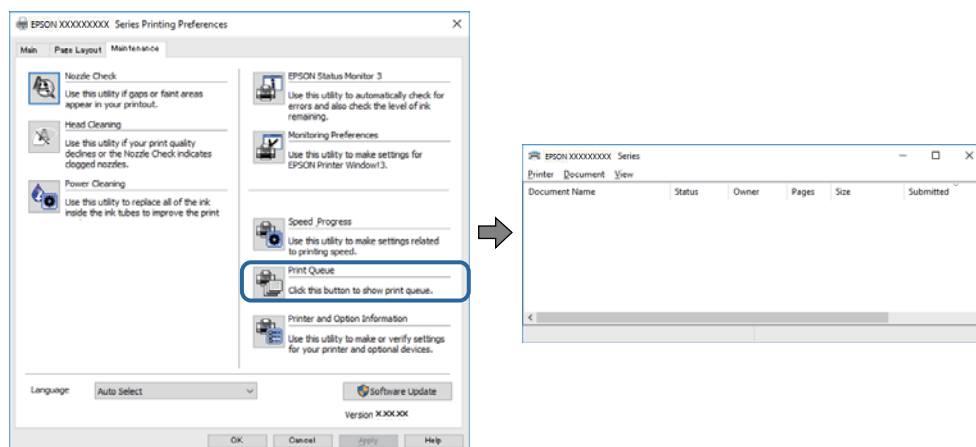 EPSON XXXXXXXXX Series Printing Preferences
Main Page Layout Maintenance
Nozzle Check
Use this utility if gaps or faint areas
appear in your printout.
Head Cleaning
Use this utility if your print quality
declines or the Nozzle Check indicates
clogged nozzles.
Power Cleaning
Use this utility to replace all of the ink
inside the ink tubes to improve the print
EPSON Status Monitor 3
Use this utility to automatically check for
errors and also check the level of ink
remaining.
Monitoring Preferences
Use this utility to make settings for
EPSON Printer Window!3.
Speed Progress
Use this utility to make settings related
to printing speed.
Print Queue
Click this button to show print queue.
Printer and Option Information
Use this utility to make or verify settings
for your printer and optional devices.
Language Auto Select
Software Update
Version X.XX.XX
OK Cancel Apply Help
EPSON XXXXXXXXX Series
Printer Document View
Document Name Status Owner Pages Size Submitted